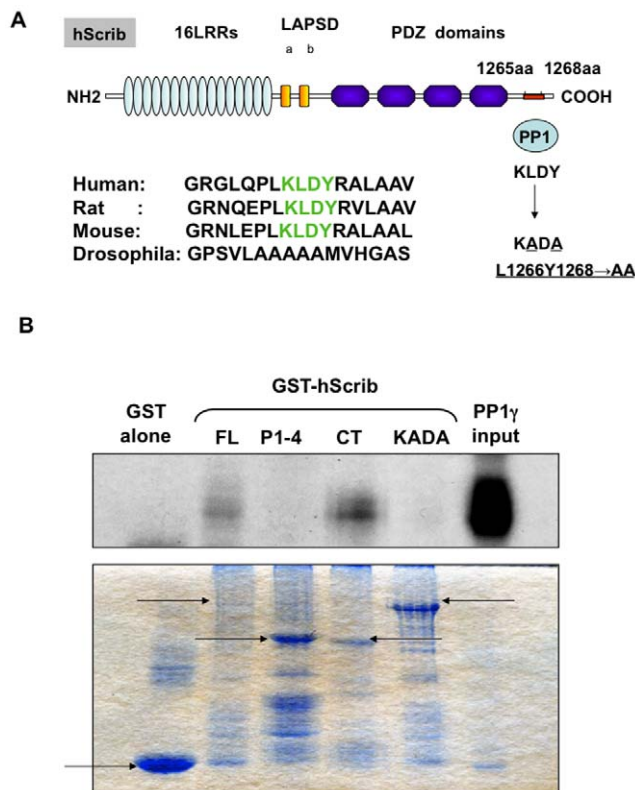 A
hScrib
16LRRs
LAPSD
a b
PDZ domains
1265aa 1268aa
NH2
COOH
PP1
KLDY
KADA
L1266Y1268→AA
Human: GRGLQPLKLDYRALAAV
Rat : GRNQEPLKLDYRVLAAV
Mouse: GRNLEPLKLDYRALAAL
Drosophila: GPSVLAAAAAMVHGAS
B
GST-hScrib
GST alone
FL
P1-4
CT
KADA
PP1γ input